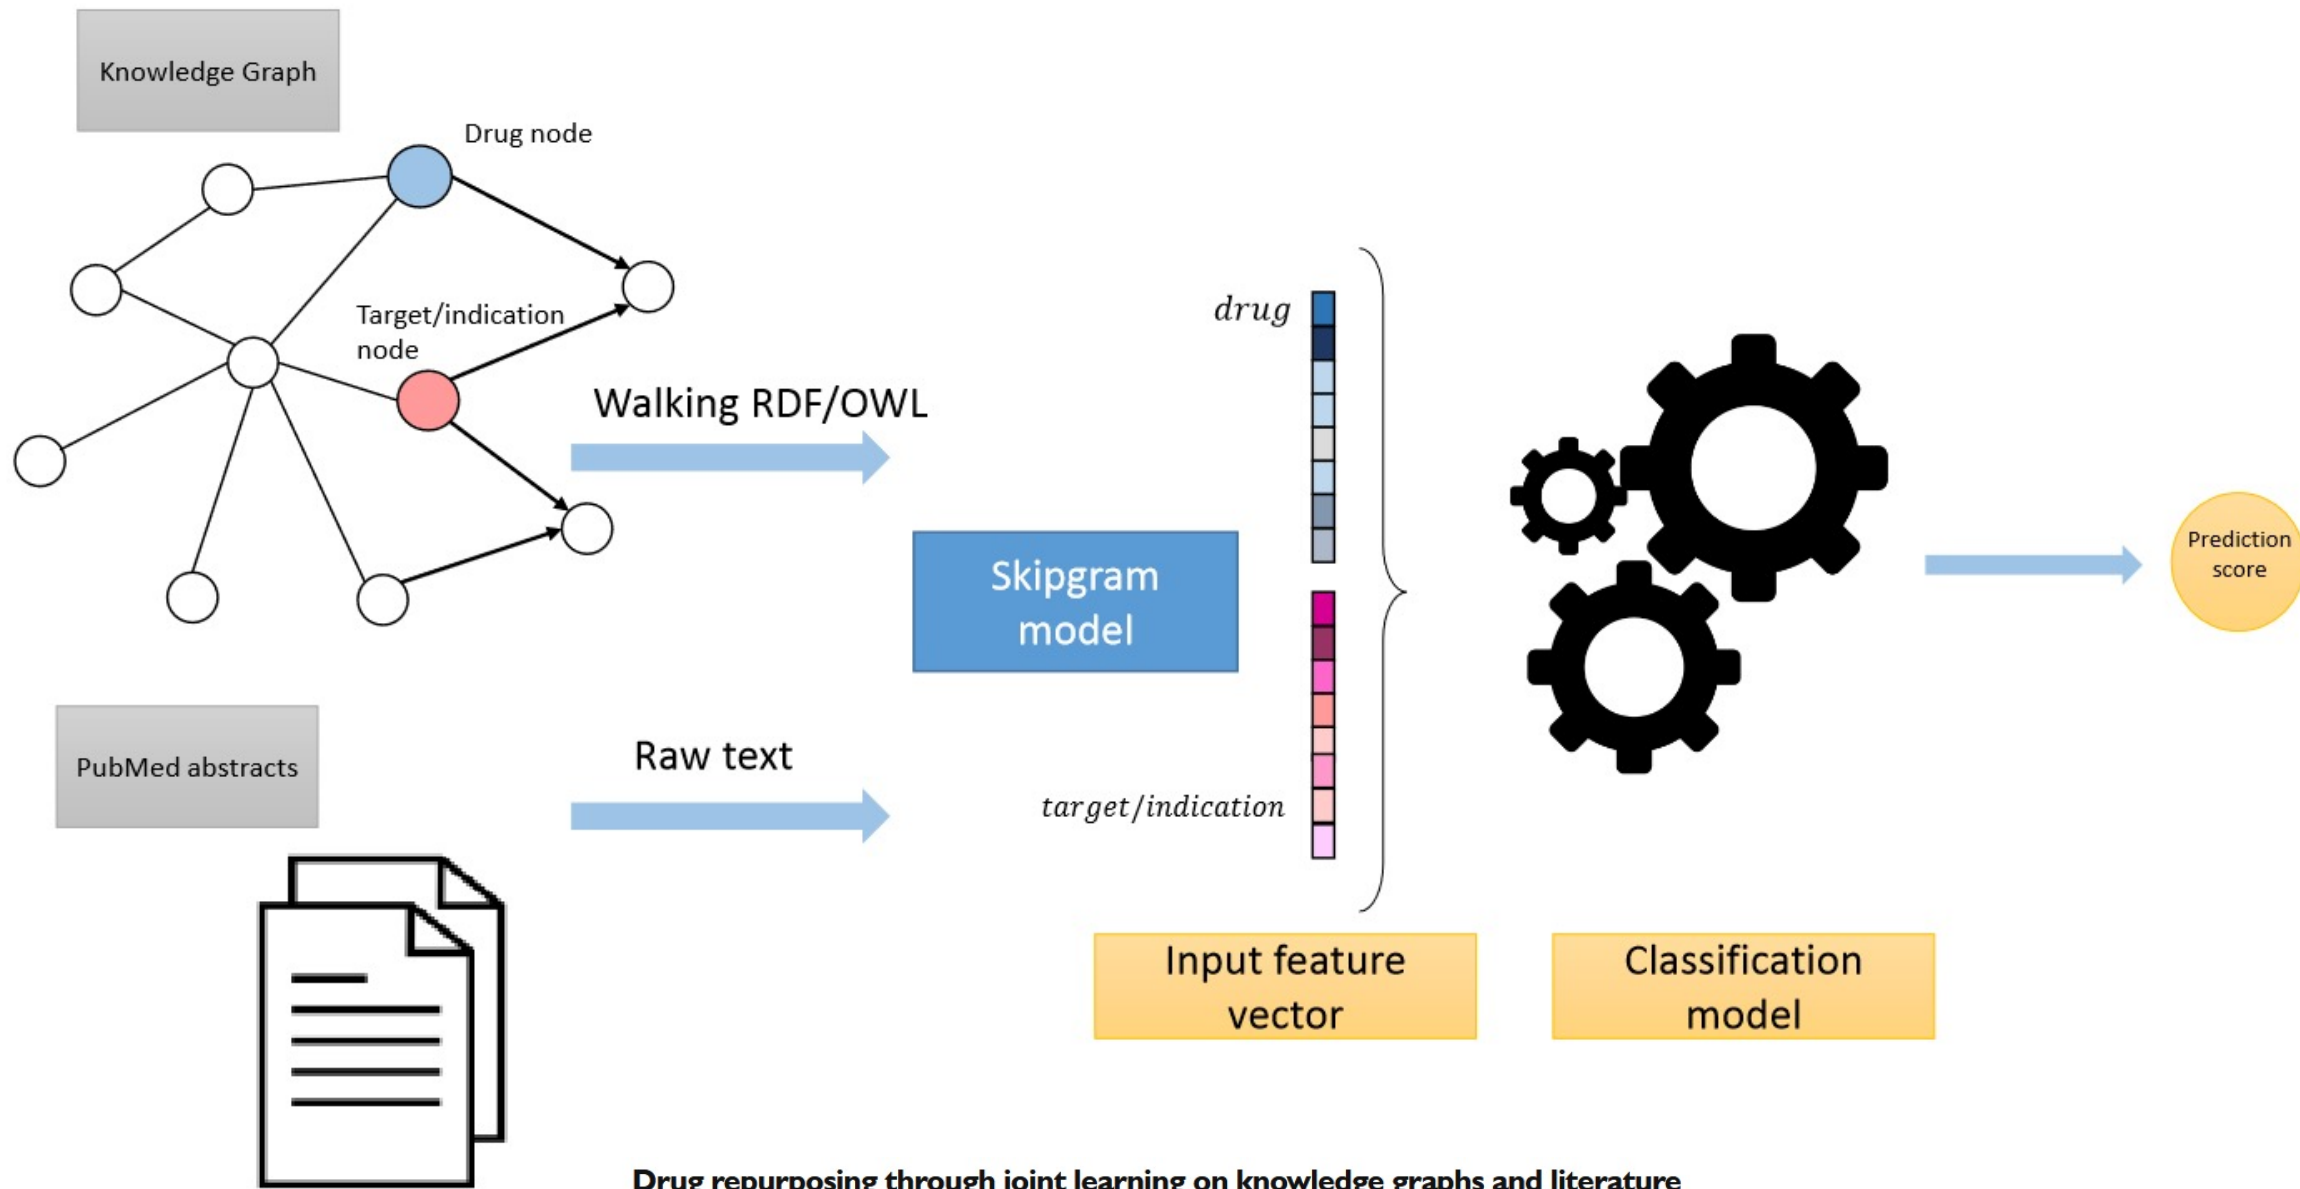 Knowledge Graph
Drug node
Target/indication
node
Walking RDF/OWL
Skipgram
model
PubMed abstracts
Raw text
drug
target/indication
Input feature
vector
Classification
model
Prediction
score
Drug repurposing through joint learning on knowledge graphs and literature